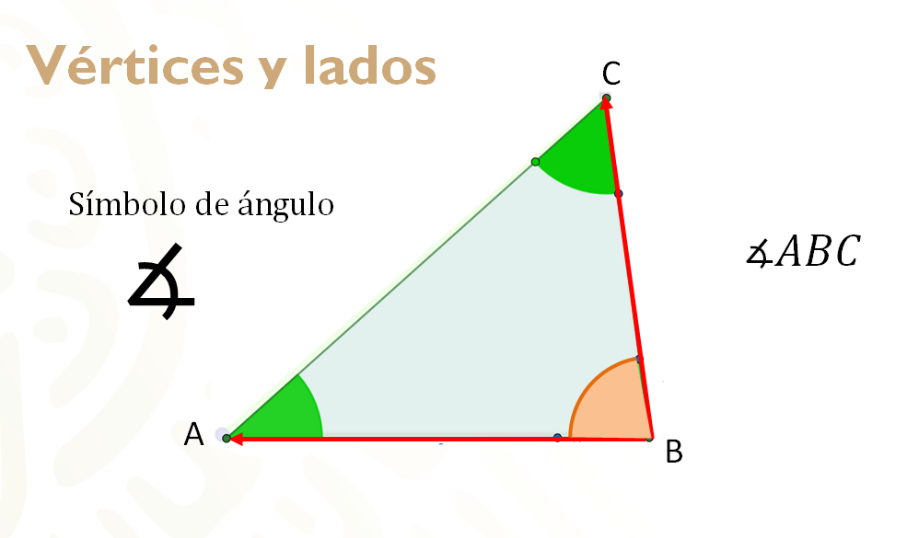 Vértices y lados
C
Símbolo de ángulo
∡
∡ABC
A
B